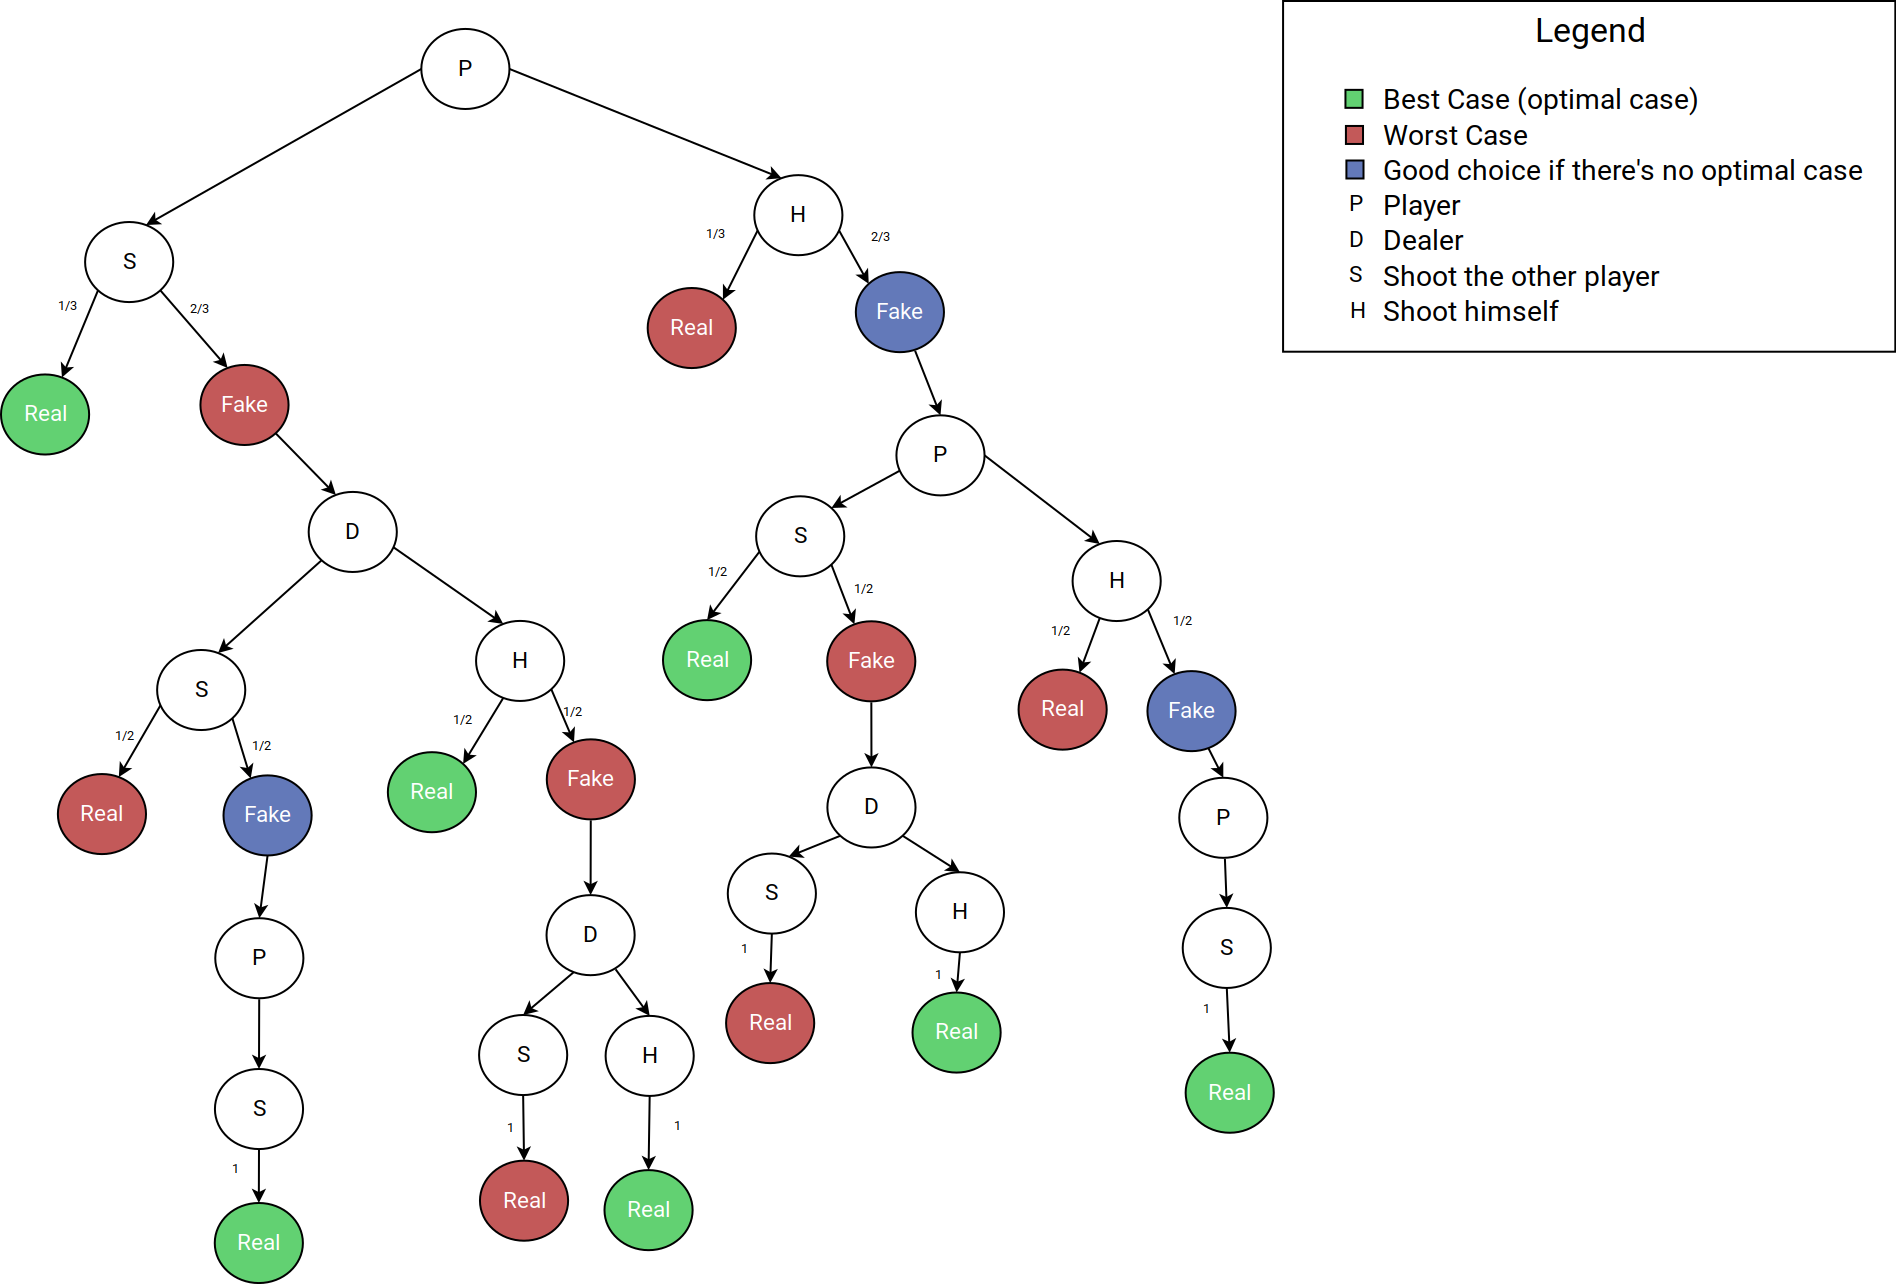 Legend
Best Case (optimal case)
Worst Case
Good choice if there's no optimal case
P Player
D Dealer
S Shoot the other player
H Shoot himself
P
H
1/3
2/3
S
1/3
2/3
Real
Fake
Real
Fake
P
D
S
H
1/2
1/2
1/2
1/2
S
H
Real
Fake
Real
Fake
1/2
1/2
1/2
1/2
Real
Fake
Real
Fake
D
P
S
H
P
D
S
1
1
S
Real
Real
1
S
H
Real
S
1
1
1
Real
Real
Real